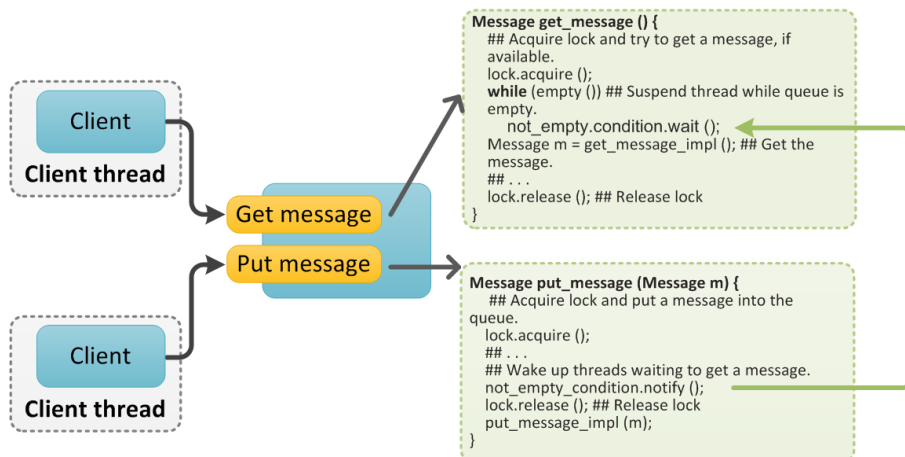 Client
Client thread
Get message
Put message
Client
Client thread
Message get_message () {
## Acquire lock and try to get a message, if
available.
lock.acquire ();
while (empty ()) ## Suspend thread while queue is
empty.
not_empty.condition.wait ();
Message m = get_message_impl (); ## Get the
message.
## . . .
lock.release (); ## Release lock
}
Message put_message (Message m) {
## Acquire lock and put a message into the
queue.
lock.acquire ();
## . . .
## Wake up threads waiting to get a message.
not_empty_condition.notify ();
lock.release (); ## Release lock
put_message_impl (m);
}